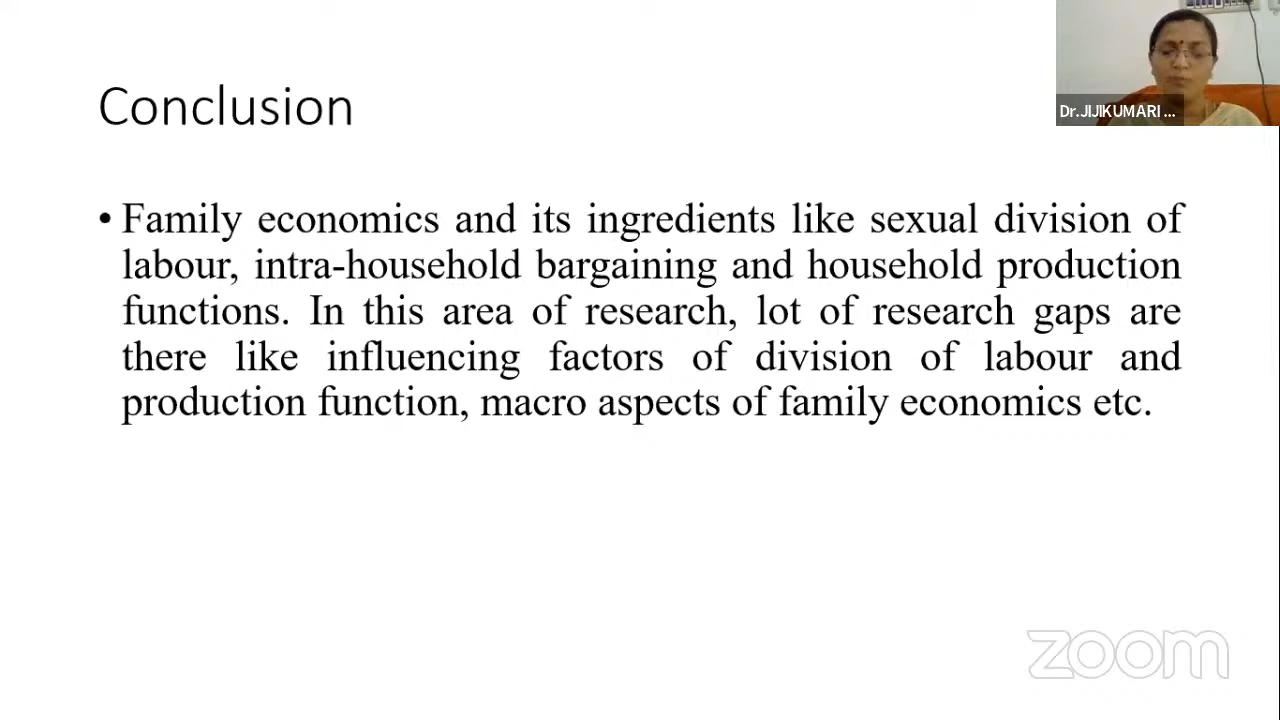 Conclusion
Dr.JIJIKUMARI ...
• Family economics and its ingredients like sexual division of
labour, intra-household bargaining and household production
functions. In this area of research, lot of research gaps are
there like influencing factors of division of labour and
production function, macro aspects of family economics etc.
zoom